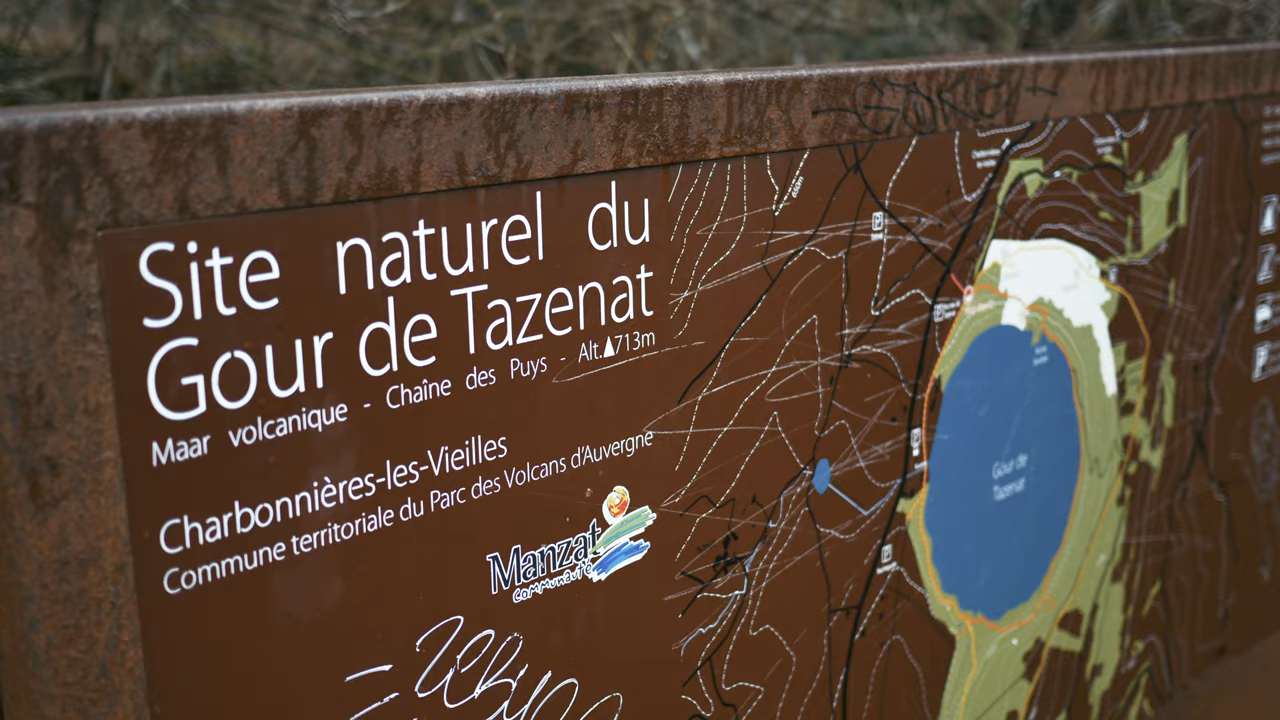 Site naturel du
Gour de Tazenat
Maar volcanique - Chaîne des Puys - Alt.▲713m
Charbonnières-les-Vieilles
Commune territoriale du Parc des Volcans d'Auvergne
Manzat
Communauté
Gour de
Tazenat